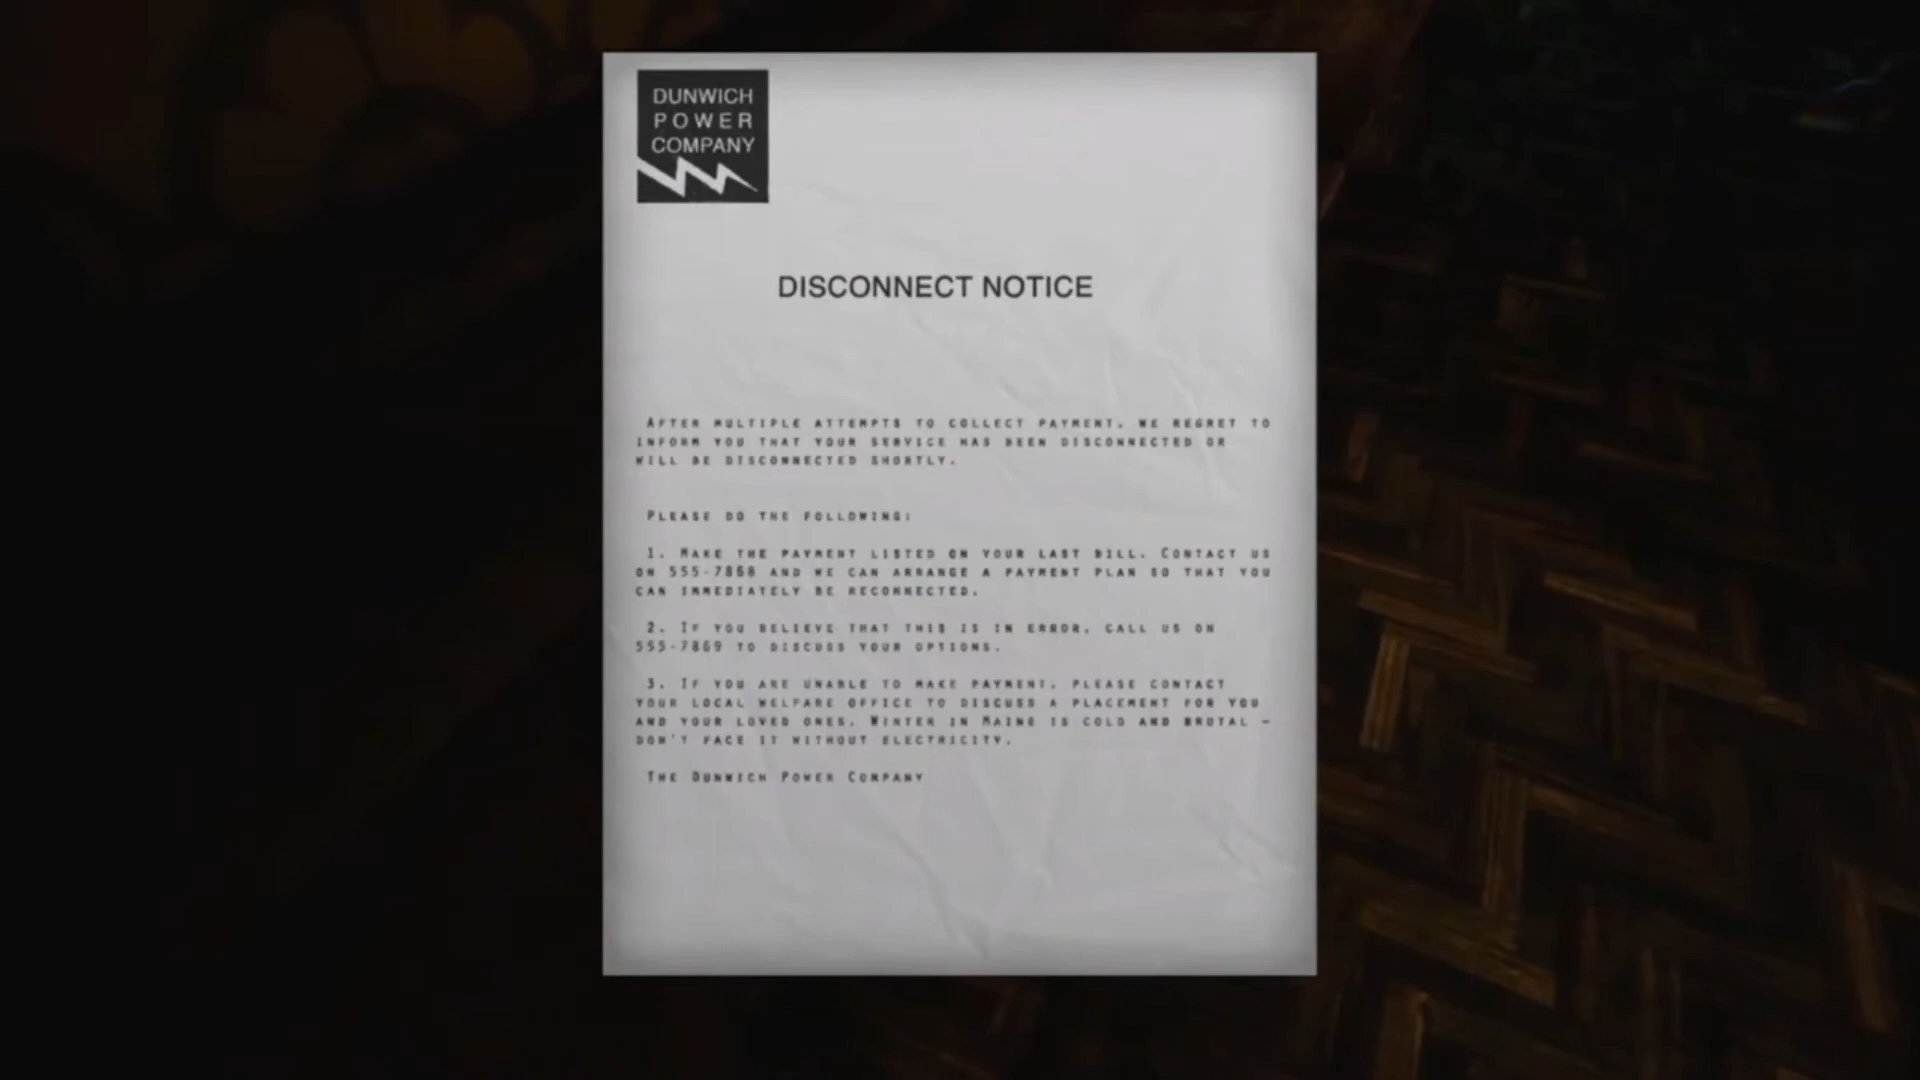 DUNWICH
POWER
COMPANY
DISCONNECT NOTICE
After multiple attempts to collect payment, we regret to
inform you that your service has been disconnected or
will be disconnected shortly.
Please do the following:
1. Make the payment listed on your last bill. Contact us
on 555-7868 and we can arrange a payment plan so that you
can immediately be reconnected.
2. If you believe that this is in error, call us on
555-7869 to discuss your options.
3. If you are unable to make payment, please contact
your local welfare office to discuss a placement for you
and your loved ones. Winter in Maine is cold and brutal –
don't face it without electricity.
The Dunwich Power Company